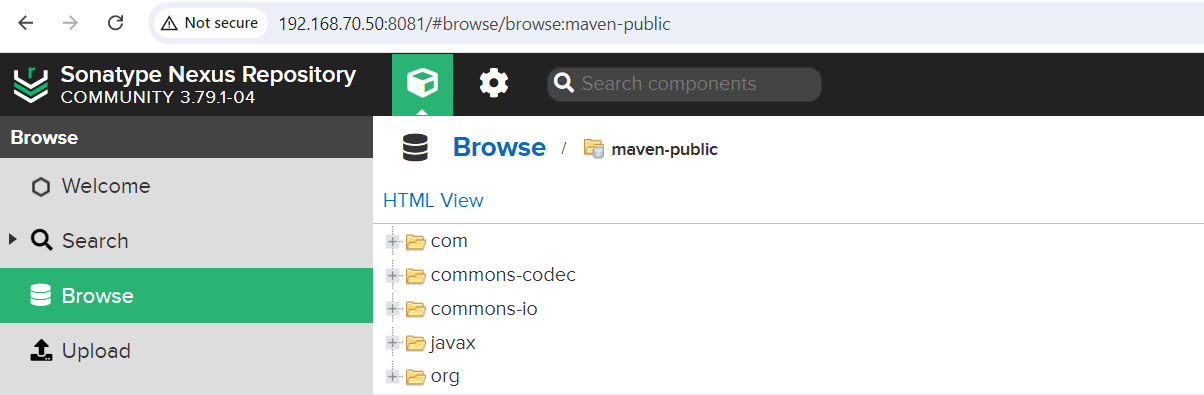 Not secure 192.168.70.50:8081/#browse/browse:maven-public
Sonatype Nexus Repository
COMMUNITY 3.79.1-04
Search components
Browse
Welcome
Search
Browse
Upload
Browse / maven-public
HTML View
com
commons-codec
commons-io
javax
org